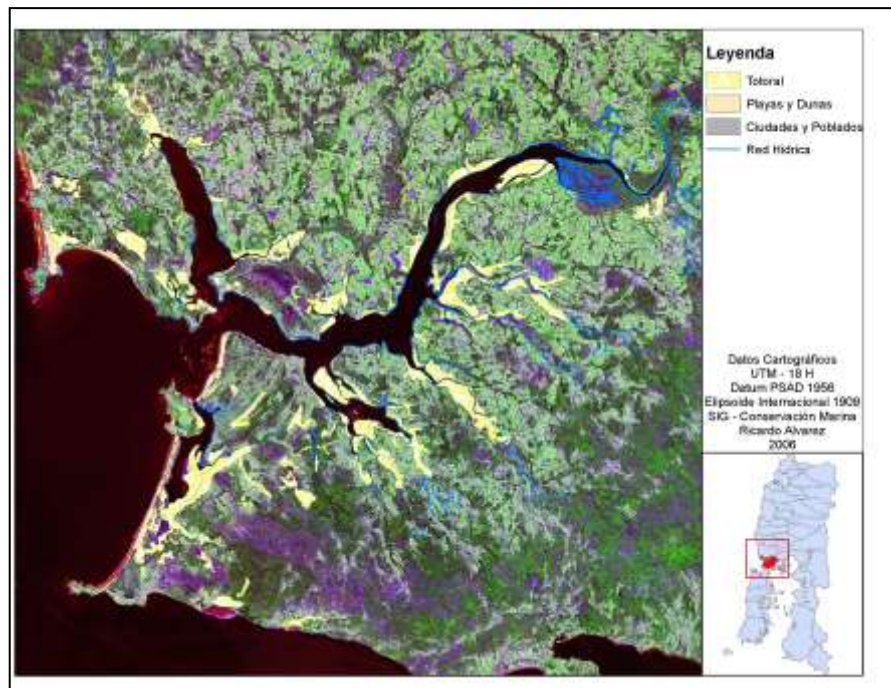 Leyenda
Totoral
Playas y Dunas
Ciudades y Poblados
Red Hídrica
Datos Cartográficos
UTM - 18 H
Datum PSAD 1956
Elipsoide Internacional 1909
SIG - Conservación Marina
Ricardo Alvarez
2006